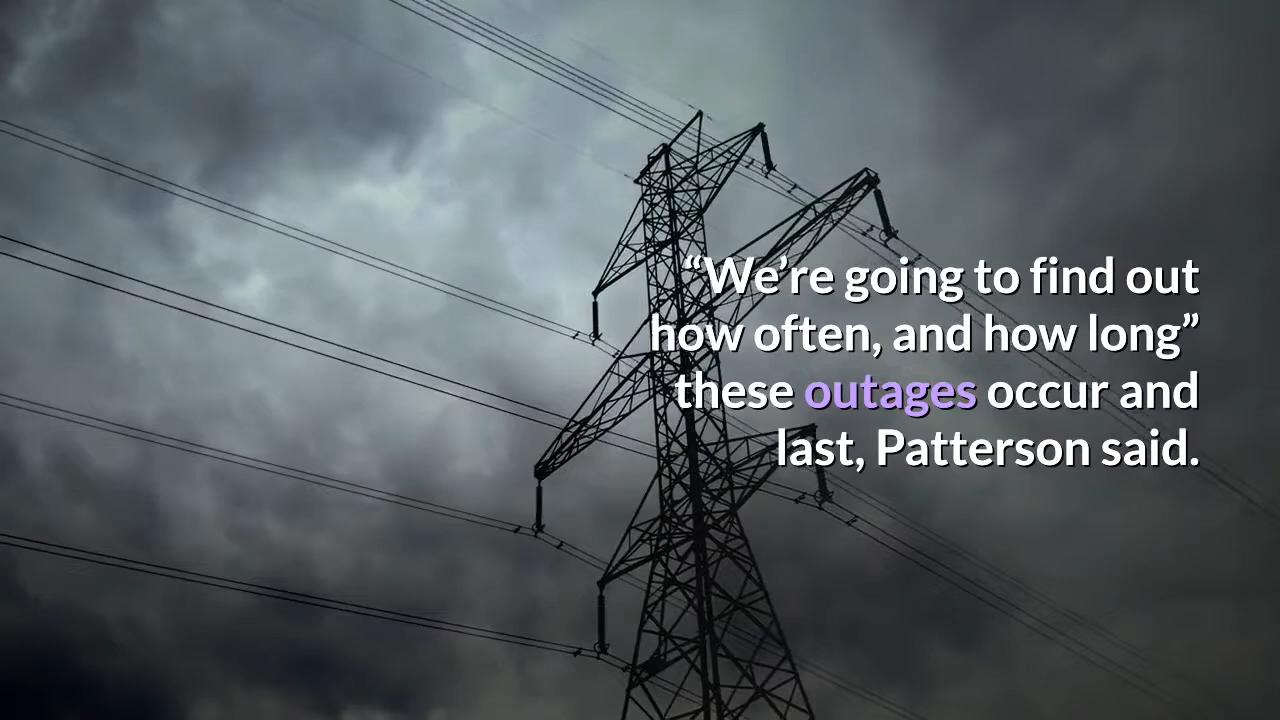 “We’re going to find out
how often, and how long”
these outages occur and
last, Patterson said.